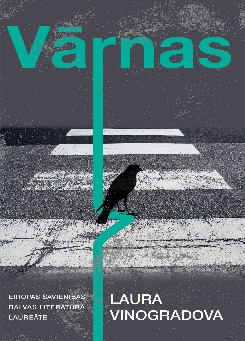 Vārnas
EIROPAS SAVIENĪBAS
BALVAS LITERATŪRĀ
LAUREĀTE
LAURA
VINOGRADOVA